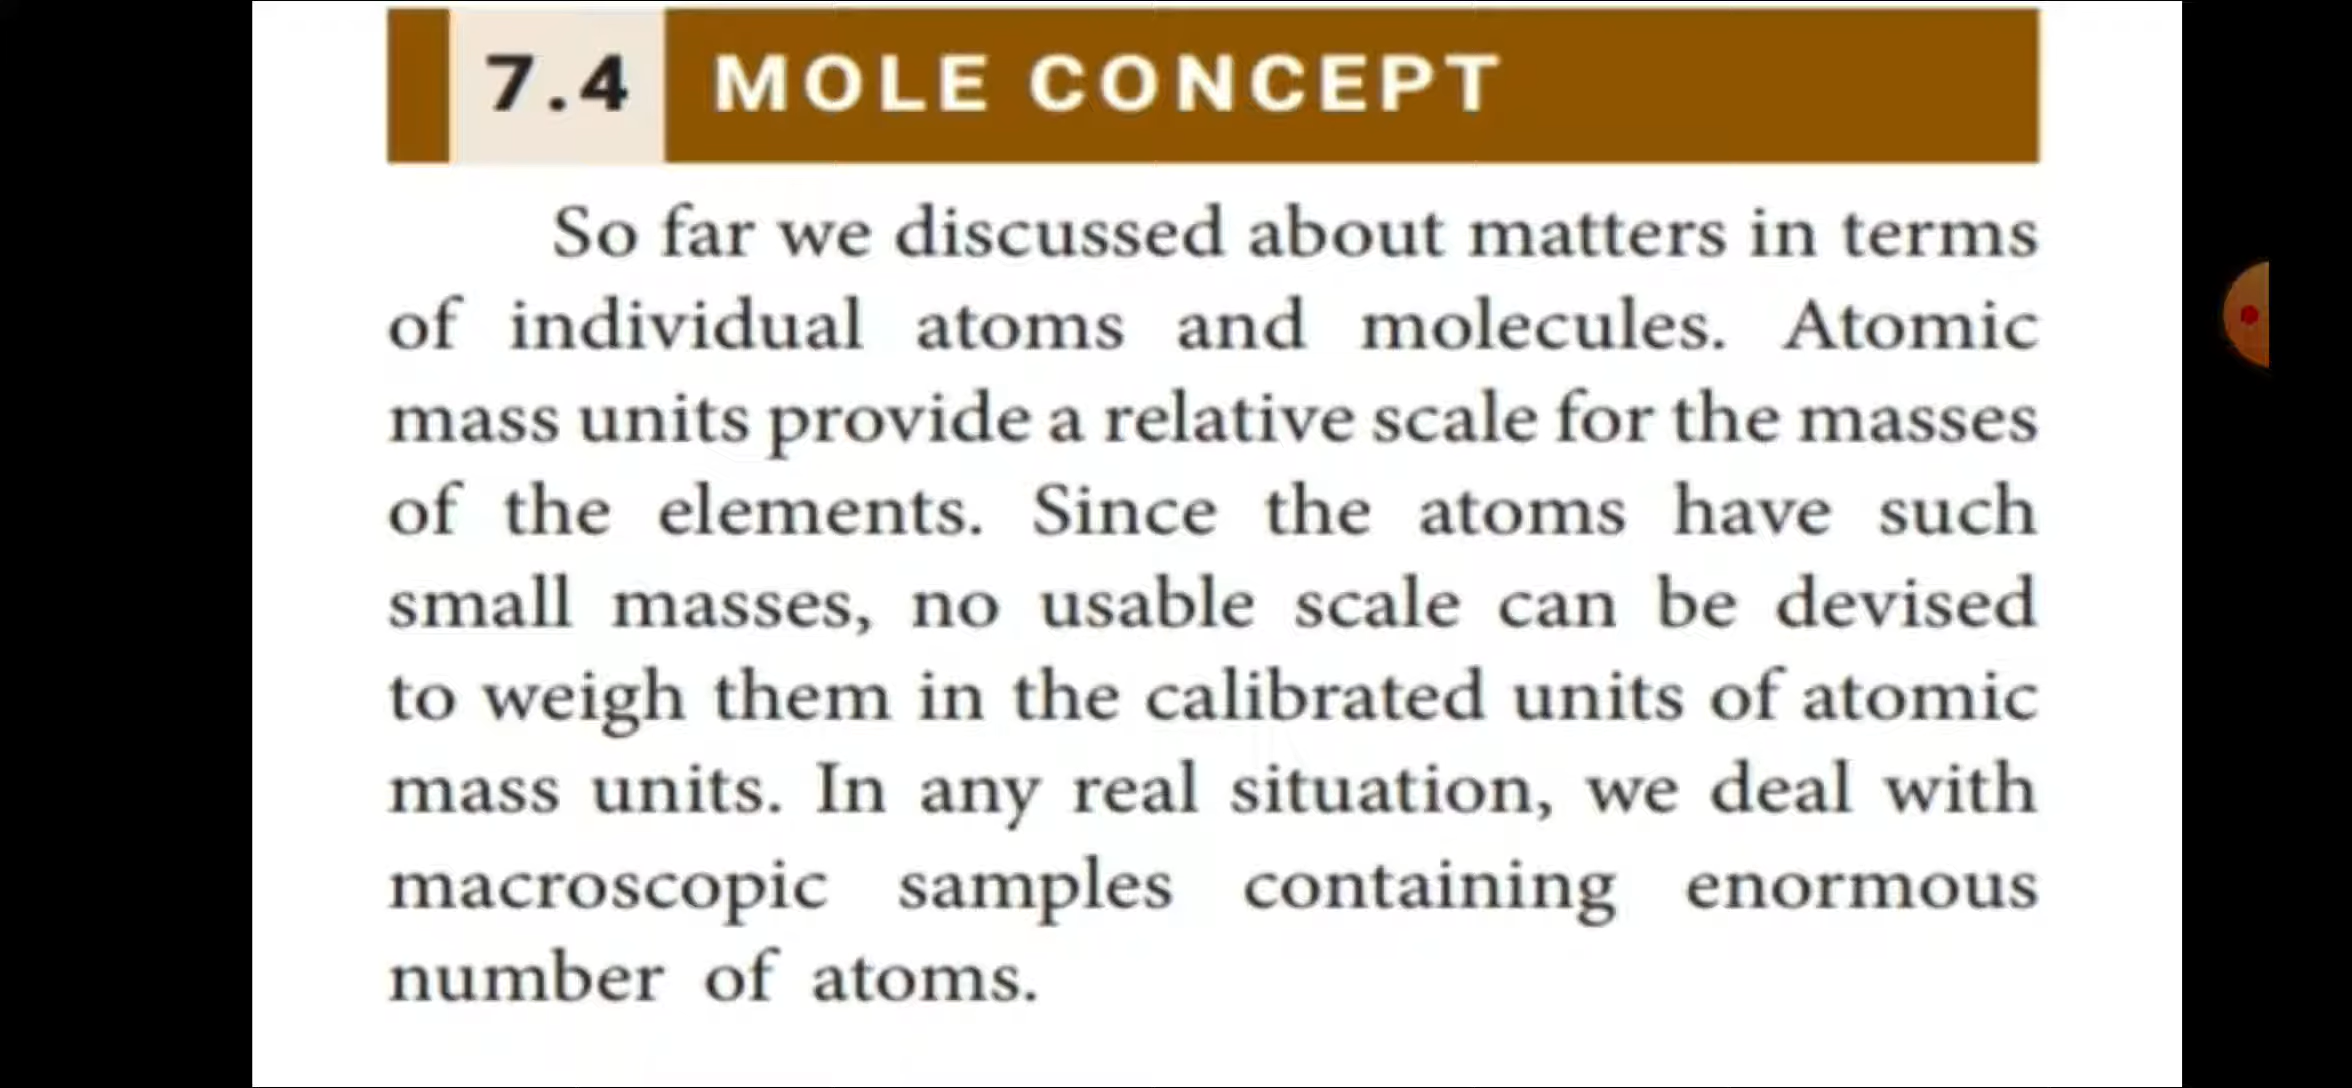 7.4 MOLE CONCEPT
So far we discussed about matters in terms
of individual atoms and molecules. Atomic
mass units provide a relative scale for the masses
of the elements. Since the atoms have such
small masses, no usable scale can be devised
to weigh them in the calibrated units of atomic
mass units. In any real situation, we deal with
macroscopic samples containing enormous
number of atoms.